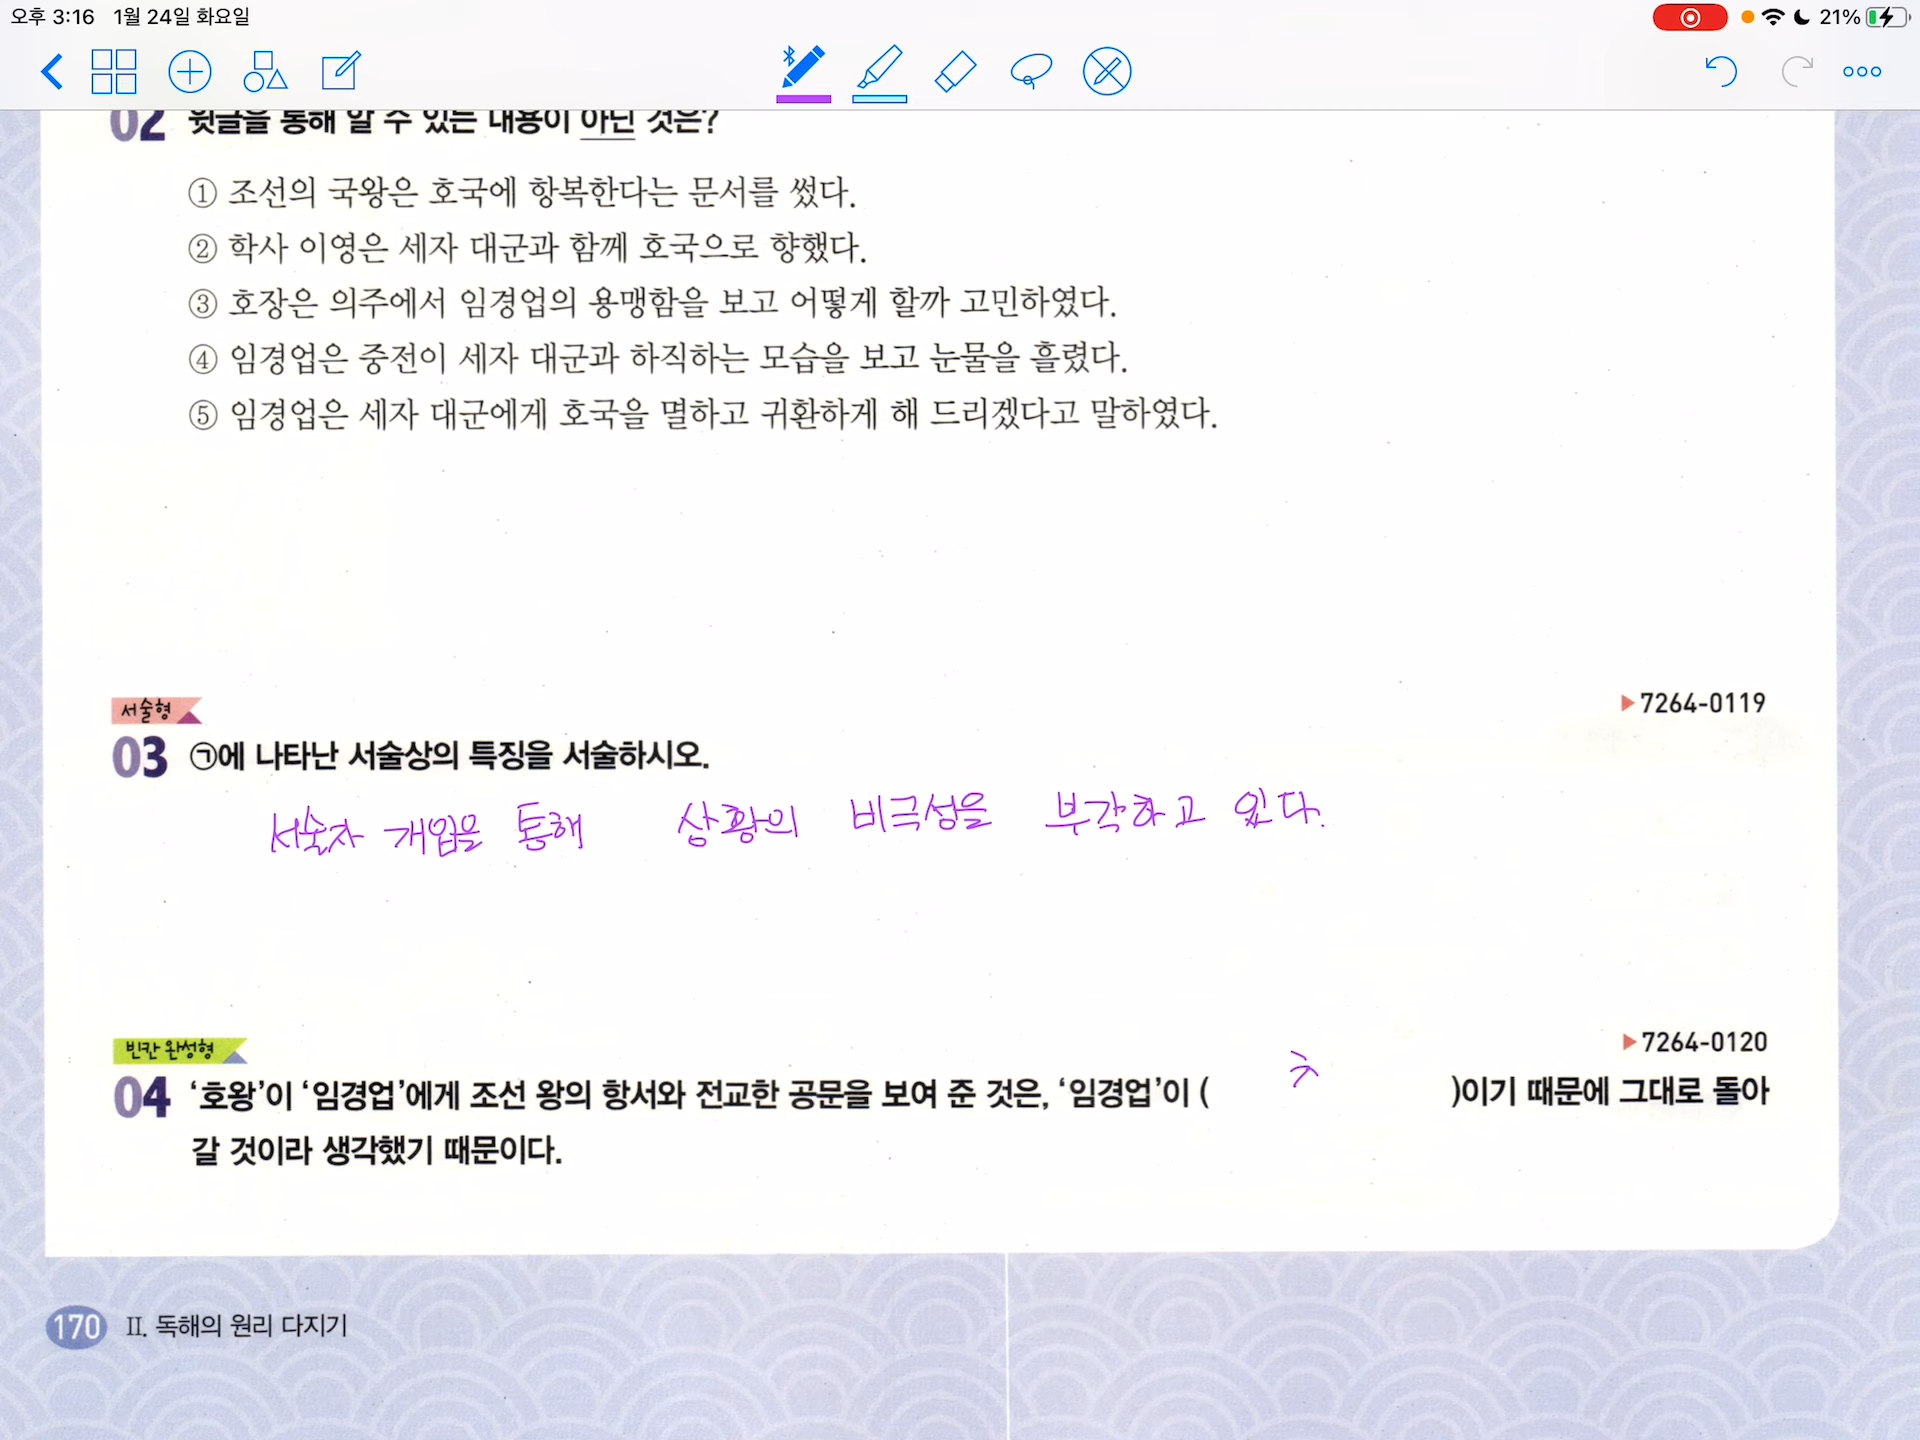 오후 3:16 1월 24일 화요일
21%
02 윗글을 통해 알 수 있는 내용이 아닌 것은?
① 조선의 국왕은 호국에 항복한다는 문서를 썼다.
② 학사 이영은 세자 대군과 함께 호국으로 향했다.
③ 호장은 의주에서 임경업의 용맹함을 보고 어떻게 할까 고민하였다.
④ 임경업은 중전이 세자 대군과 하직하는 모습을 보고 눈물을 흘렸다.
⑤ 임경업은 세자 대군에게 호국을 멸하고 귀환하게 해 드리겠다고 말하였다.
서술형
▶7264-0119
03 ㉠에 나타난 서술상의 특징을 서술하시오.
서술자 개입을 통해 상황의 비극성을 부각하고 있다.
빈칸 완성형
▶7264-0120
04 ‘호왕’이 ‘임경업’에게 조선 왕의 항서와 전교한 공문을 보여 준 것은, ‘임경업’이 ( ㅊ )이기 때문에 그대로 돌아
갈 것이라 생각했기 때문이다.
170 Ⅱ. 독해의 원리 다지기